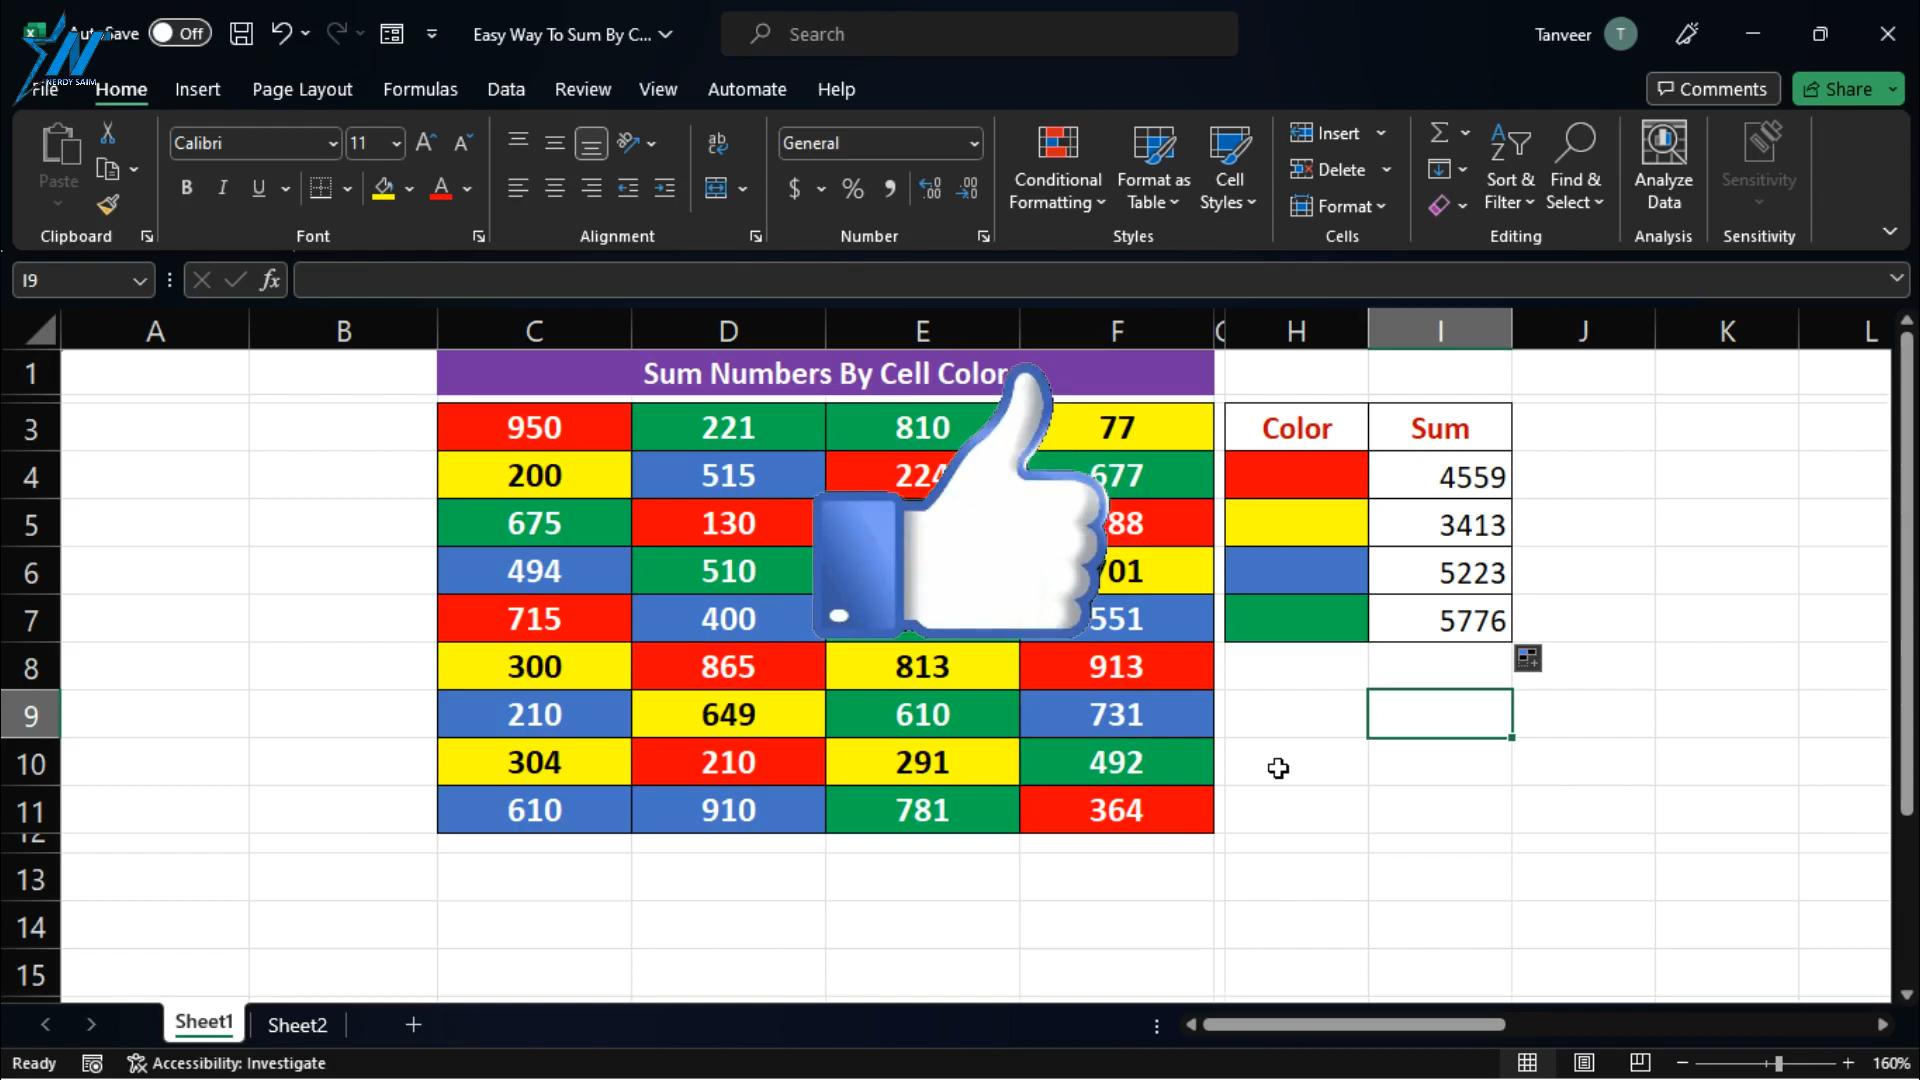 AutoSave Off Easy Way To Sum By C... Search Tanveer T
NERDY SAIM
File Home Insert Page Layout Formulas Data Review View Automate Help Comments Share
Paste Calibri 11 General Conditional Formatting Format as Table Cell Styles Insert Delete Format Sort & Filter Find & Select Analyze Data Sensitivity
B I U $ %
Clipboard Font Alignment Number Styles Cells Editing Analysis Sensitivity
I9 fx
A B C D E F H I J K L
1 Sum Numbers By Cell Color
3 950 221 810 77 Color Sum
4 200 515 224 677 4559
5 675 130 88 3413
6 494 510 701 5223
7 715 400 551 5776
8 300 865 813 913
9 210 649 610 731
10 304 210 291 492
11 610 910 781 364
12
13
14
15
Sheet1 Sheet2
Ready Accessibility: Investigate 160%